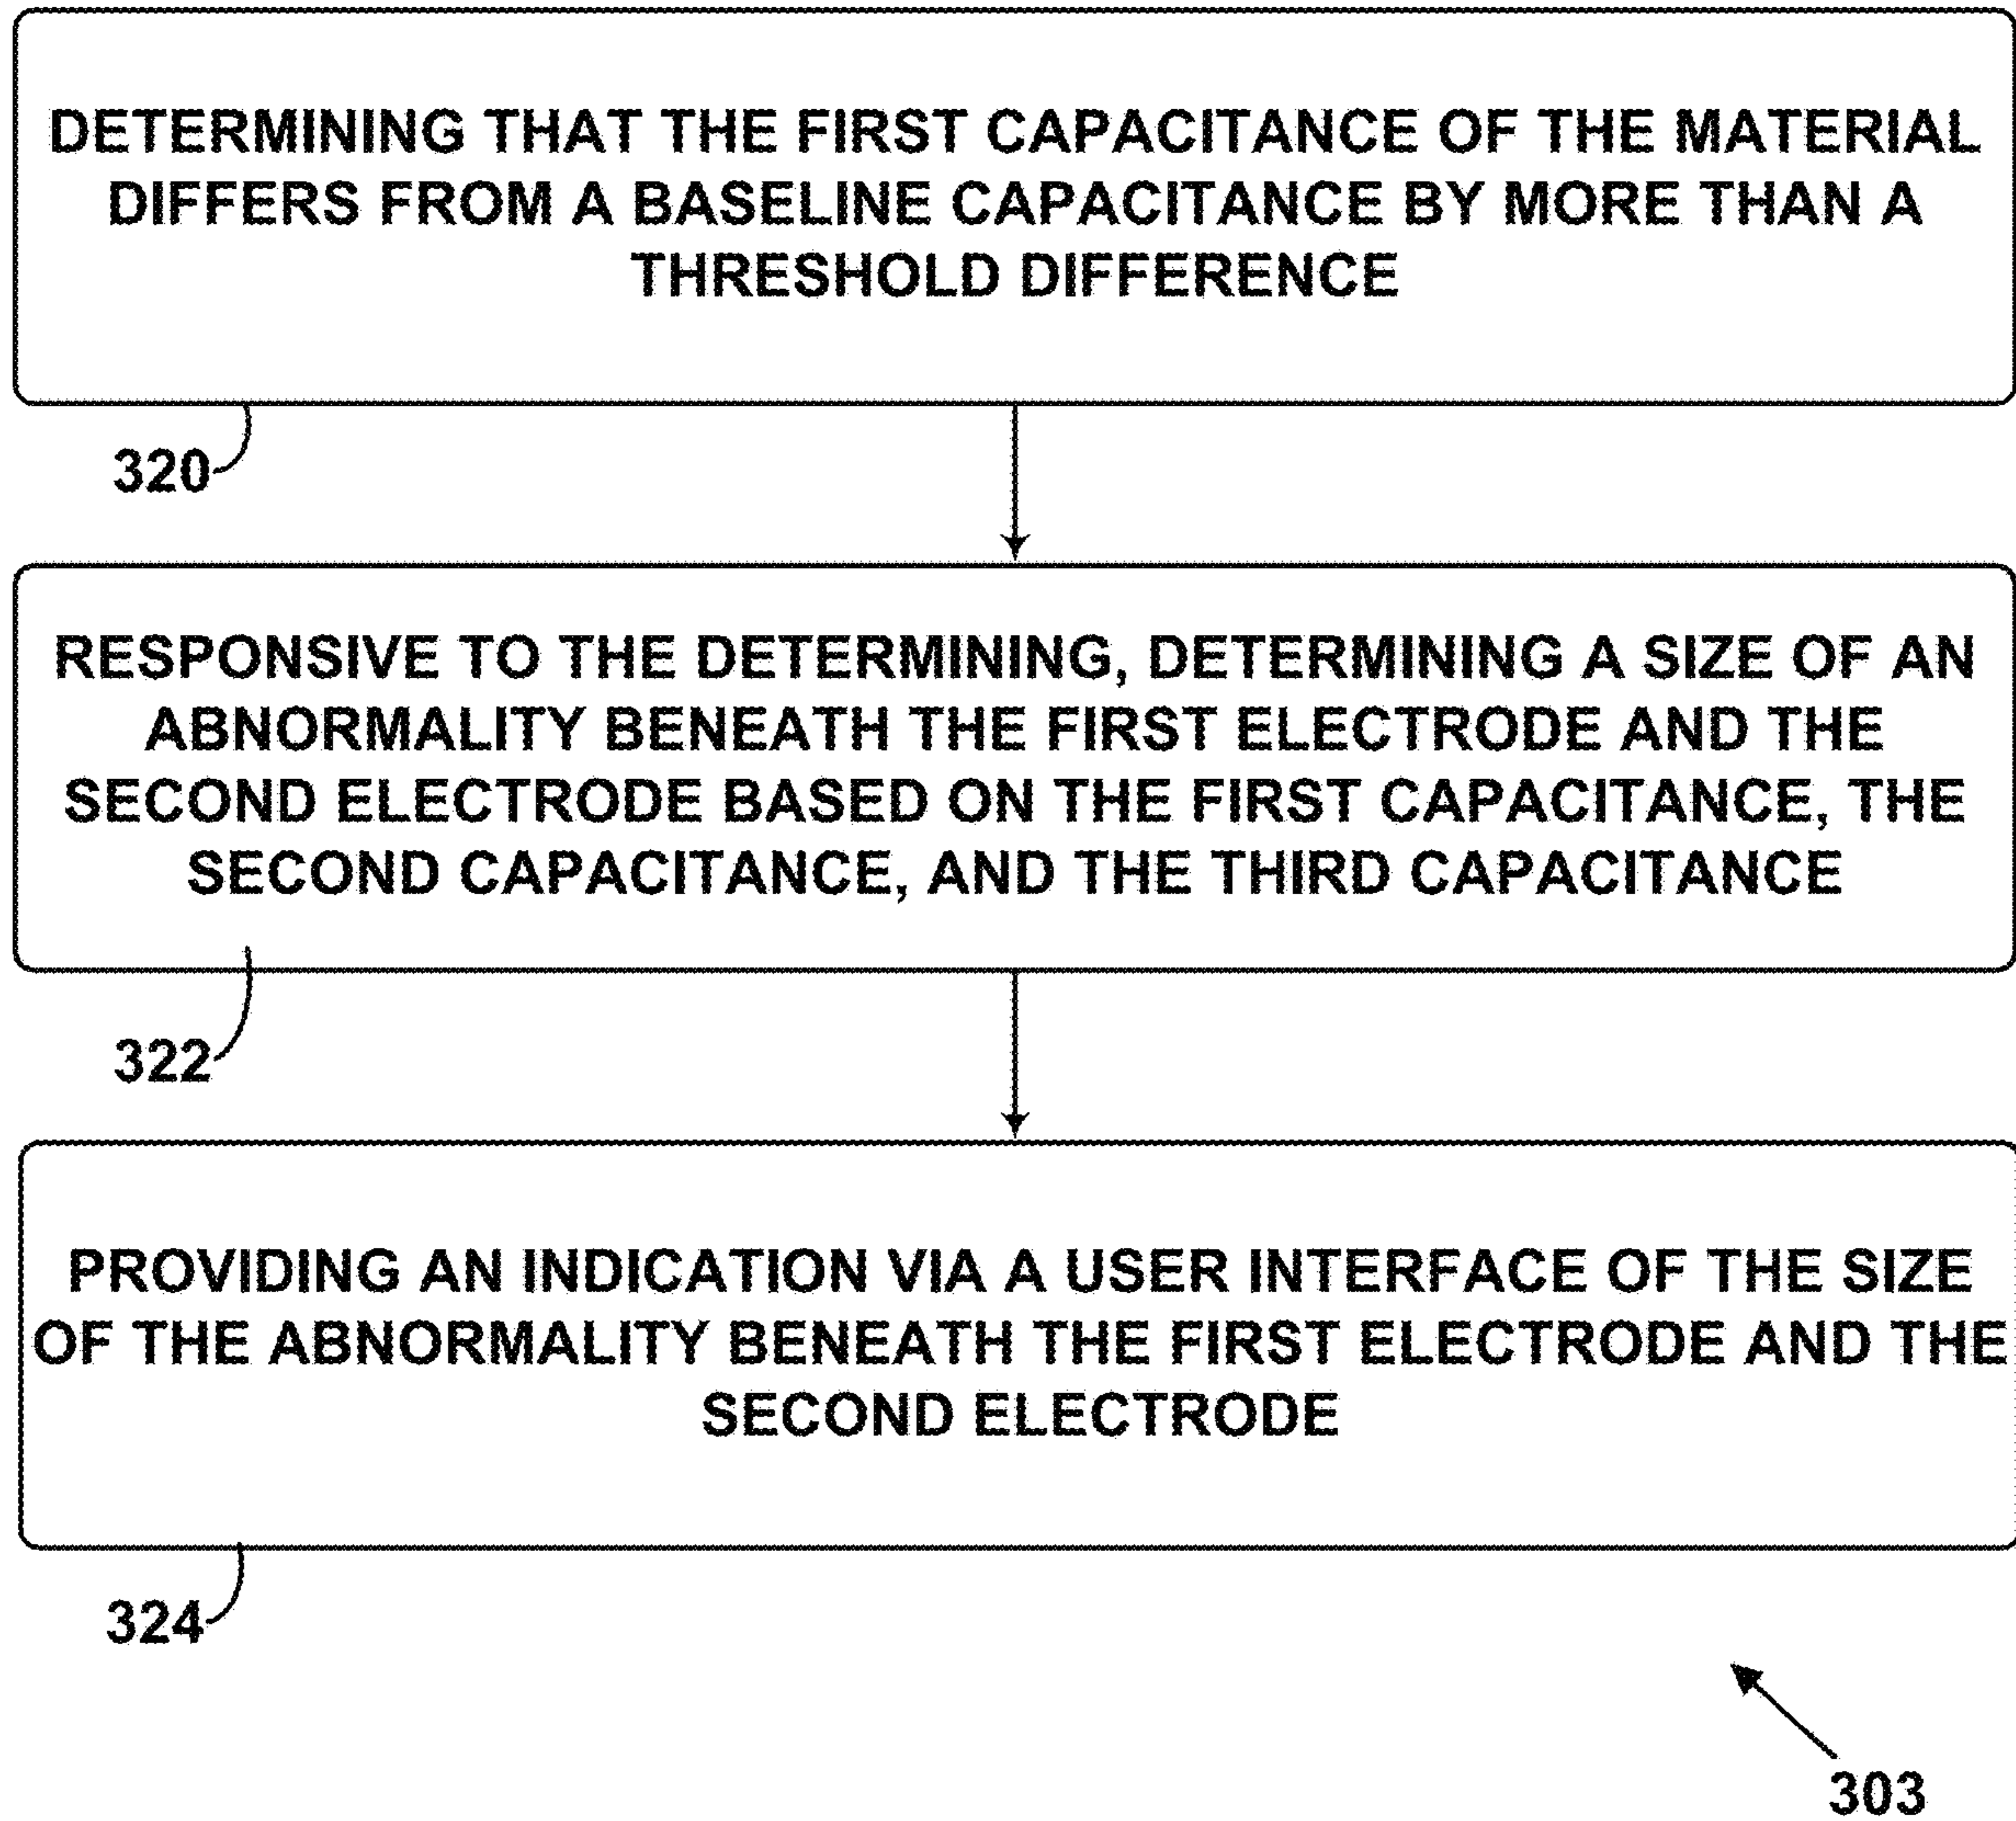 DETERMINING THAT THE FIRST CAPACITANCE OF THE MATERIAL
DIFFERS FROM A BASELINE CAPACITANCE BY MORE THAN A
THRESHOLD DIFFERENCE
320
RESPONSIVE TO THE DETERMINING, DETERMINING A SIZE OF AN
ABNORMALITY BENEATH THE FIRST ELECTRODE AND THE
SECOND ELECTRODE BASED ON THE FIRST CAPACITANCE, THE
SECOND CAPACITANCE, AND THE THIRD CAPACITANCE
322
PROVIDING AN INDICATION VIA A USER INTERFACE OF THE SIZE
OF THE ABNORMALITY BENEATH THE FIRST ELECTRODE AND THE
SECOND ELECTRODE
324
303